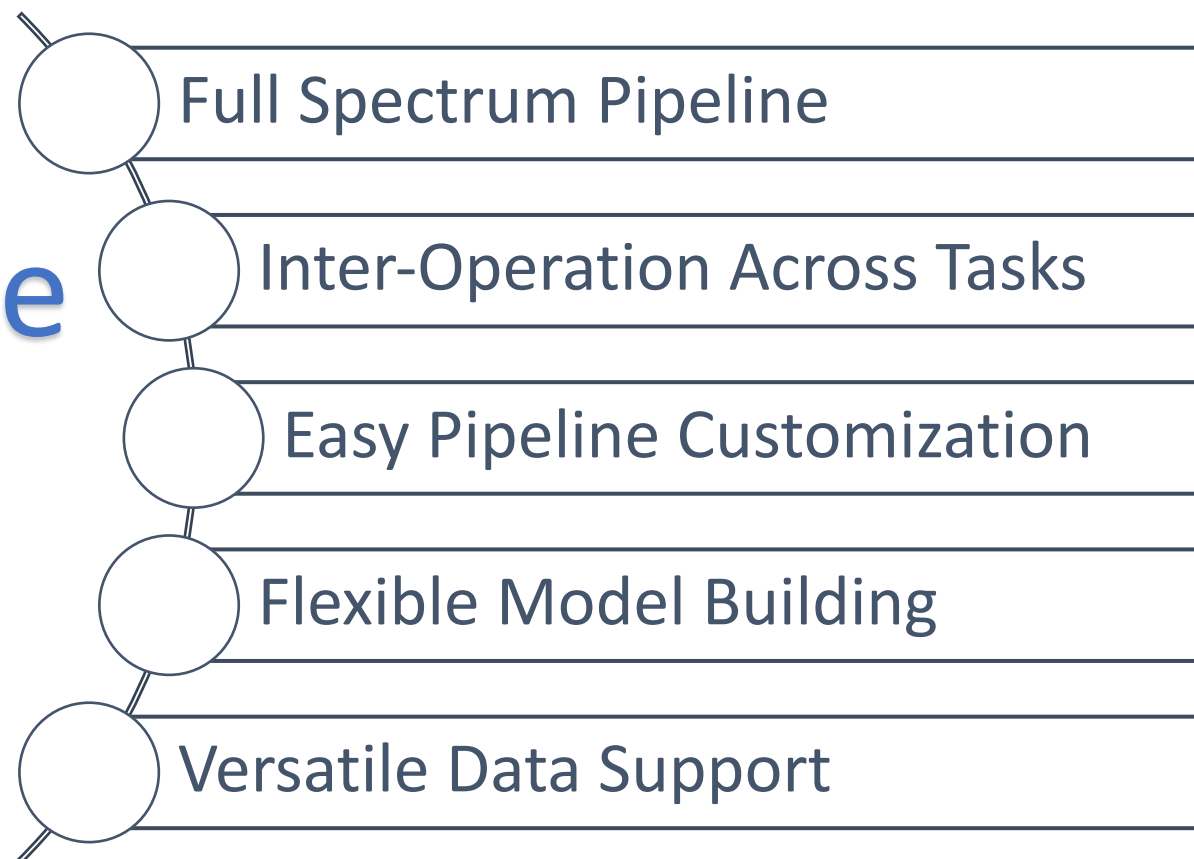 Full Spectrum Pipeline
e
Inter-Operation Across Tasks
Easy Pipeline Customization
Flexible Model Building
Versatile Data Support